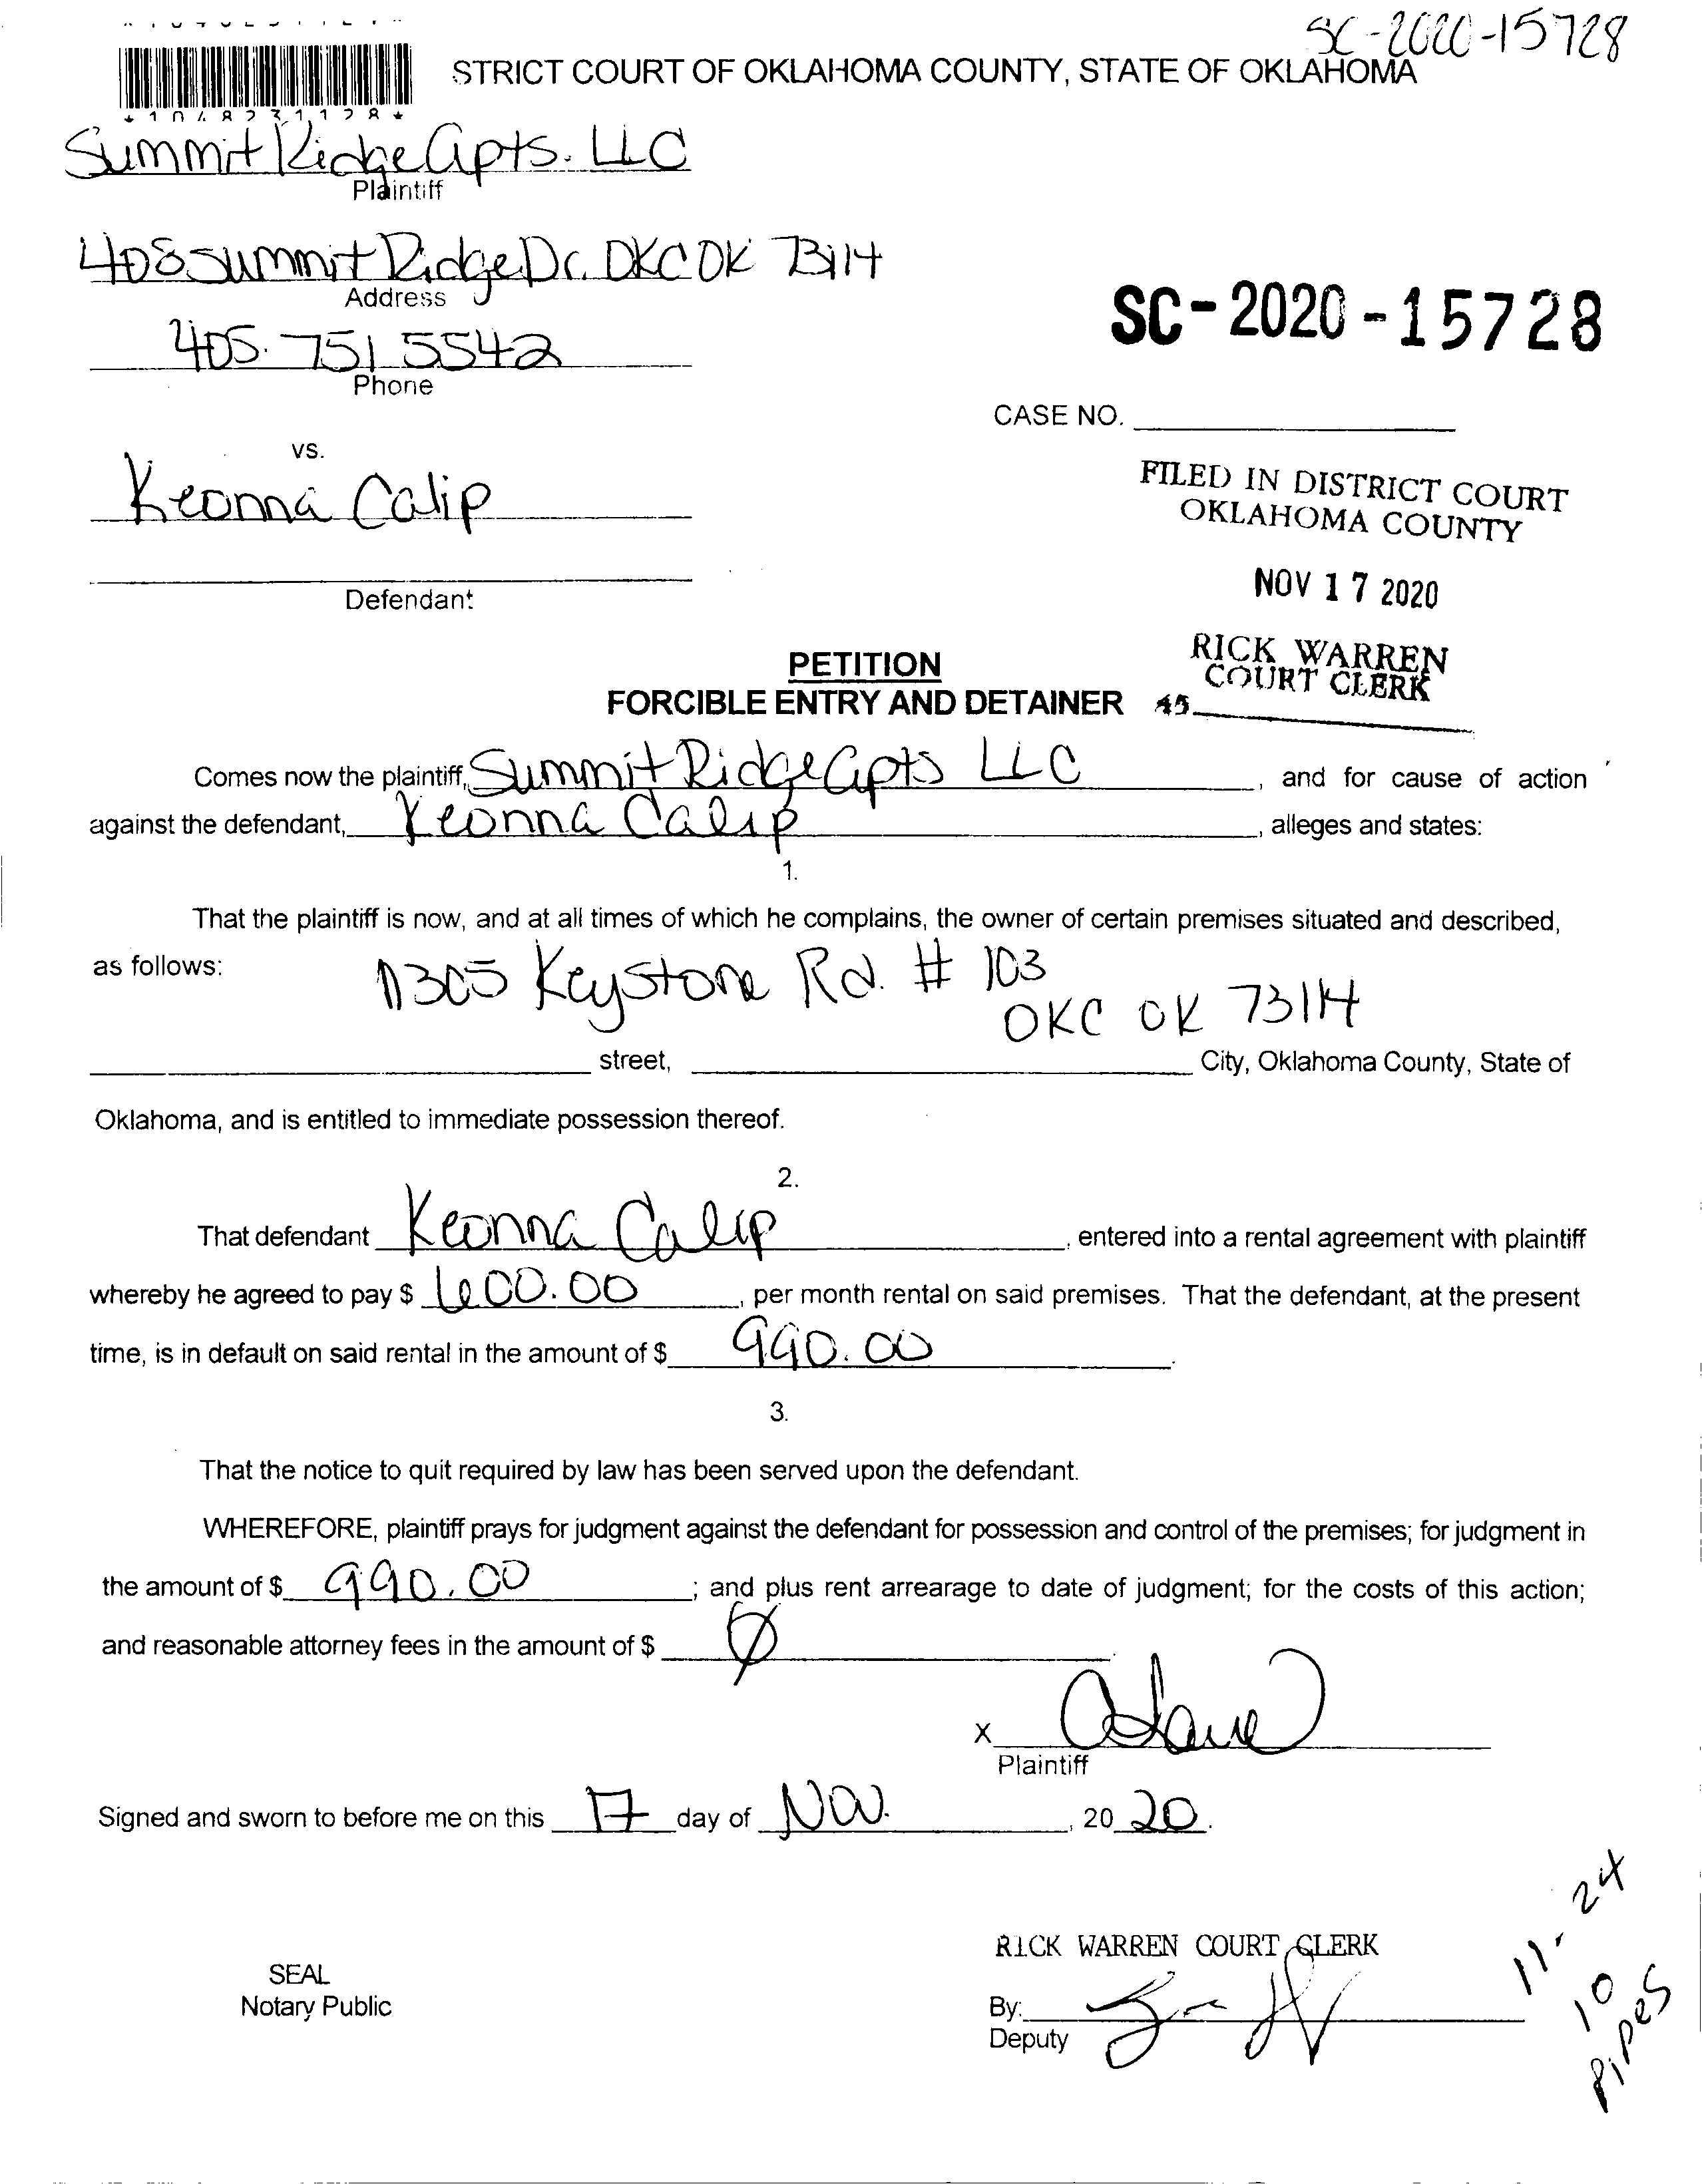 SC-2020-15728
STRICT COURT OF OKLAHOMA COUNTY, STATE OF OKLAHOMA
*1048231128*
Summit Ridge Apts. LLC
Plaintiff
408 Summit Ridge Dr. OKC OK 73114
Address
405. 751 5542
Phone
SC-2020-15728
CASE NO.
vs.
Keonna Calip
Defendant
FILED IN DISTRICT COURT
OKLAHOMA COUNTY
NOV 17 2020
RICK WARREN
COURT CLERK
45
PETITION
FORCIBLE ENTRY AND DETAINER
Comes now the plaintiff, Summit Ridge Apts LLC, and for cause of action
against the defendant, Keonna Calip, alleges and states:
1.
That the plaintiff is now, and at all times of which he complains, the owner of certain premises situated and described,
as follows: 11305 Keystone Rd. # 103
OKC OK 73114
street, City, Oklahoma County, State of
Oklahoma, and is entitled to immediate possession thereof.
2.
That defendant Keonna Calip, entered into a rental agreement with plaintiff
whereby he agreed to pay $ 600.00, per month rental on said premises. That the defendant, at the present
time, is in default on said rental in the amount of $ 990.00.
3.
That the notice to quit required by law has been served upon the defendant.
WHEREFORE, plaintiff prays for judgment against the defendant for possession and control of the premises; for judgment in
the amount of $ 990.00; and plus rent arrearage to date of judgment; for the costs of this action;
and reasonable attorney fees in the amount of $ Ø.
X
Plaintiff
Signed and sworn to before me on this 17 day of Nov., 20 20.
SEAL
Notary Public
RICK WARREN COURT CLERK
By:
Deputy
11-24
10
Pipes